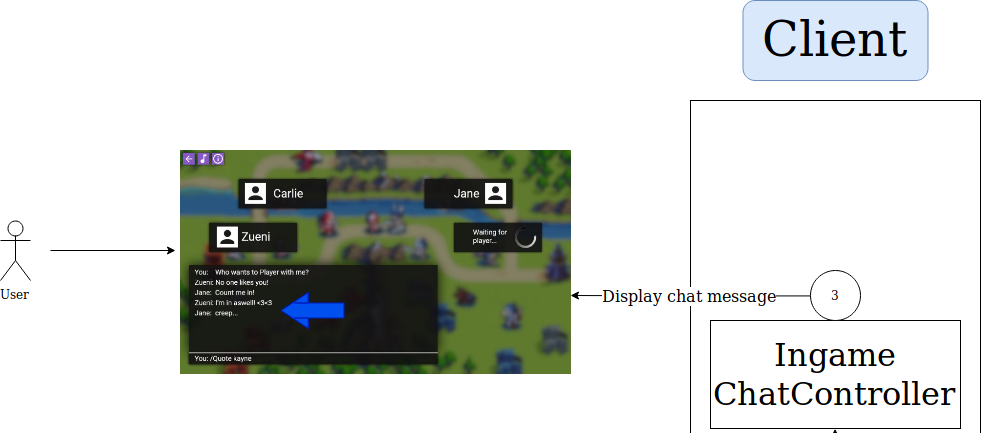 Client
Carlie
Jane
Zueni
Waiting for
player...
You: Who wants to Player with me?
Zueni: No one likes you!
Jane: Count me in!
Zueni: I'm in aswell! <3<3
Jane: creep...
You: /Quote kayne
User
Display chat message
3
Ingame
ChatController